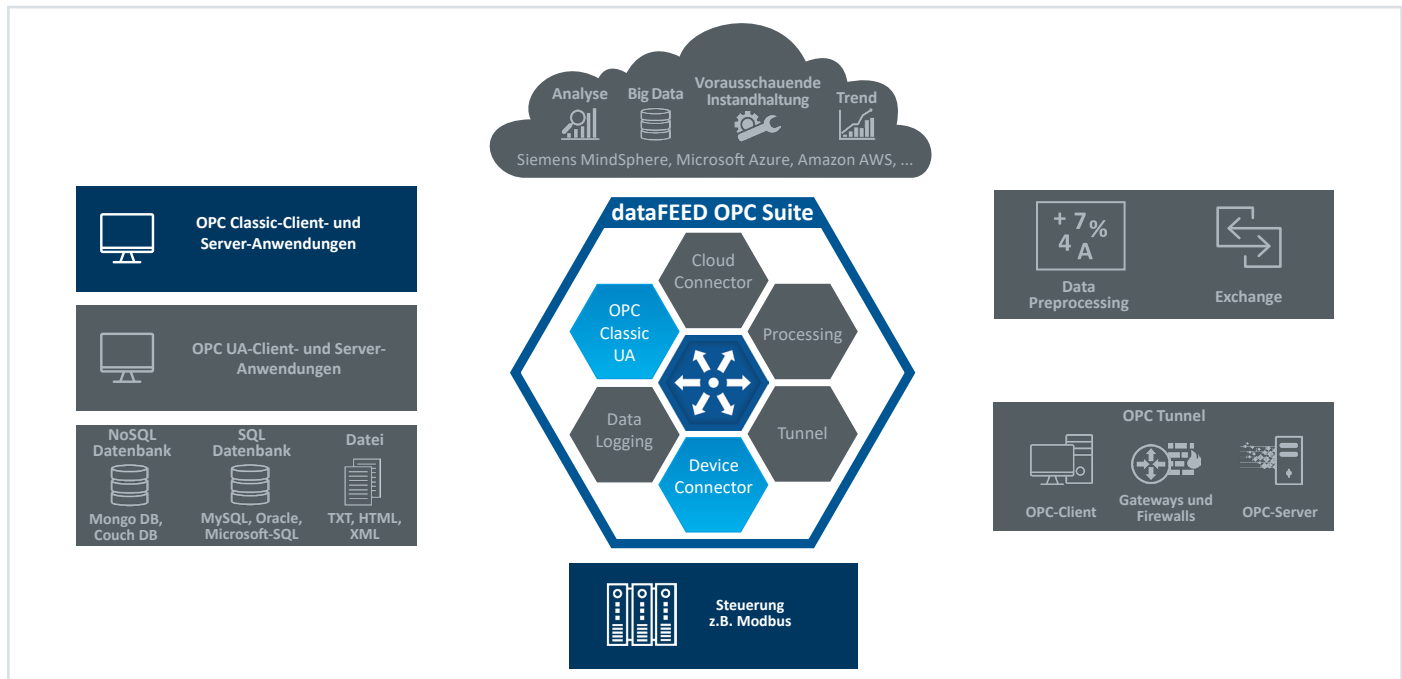 Analyse
Big Data
Vorausschauende
Instandhaltung
Trend
Siemens MindSphere, Microsoft Azure, Amazon AWS, ...
OPC Classic-Client- und
Server-Anwendungen
OPC UA-Client- und Server-
Anwendungen
NoSQL
Datenbank
Mongo DB,
Couch DB
SQL
Datenbank
MySQL, Oracle,
Microsoft-SQL
Datei
TXT, HTML,
XML
dataFEED OPC Suite
Cloud
Connector
OPC
Classic
UA
Processing
Data
Logging
Tunnel
Device
Connector
Steuerung
z.B. Modbus
+ 7%
4 A
Data
Preprocessing
Exchange
OPC Tunnel
OPC-Client
Gateways und
Firewalls
OPC-Server